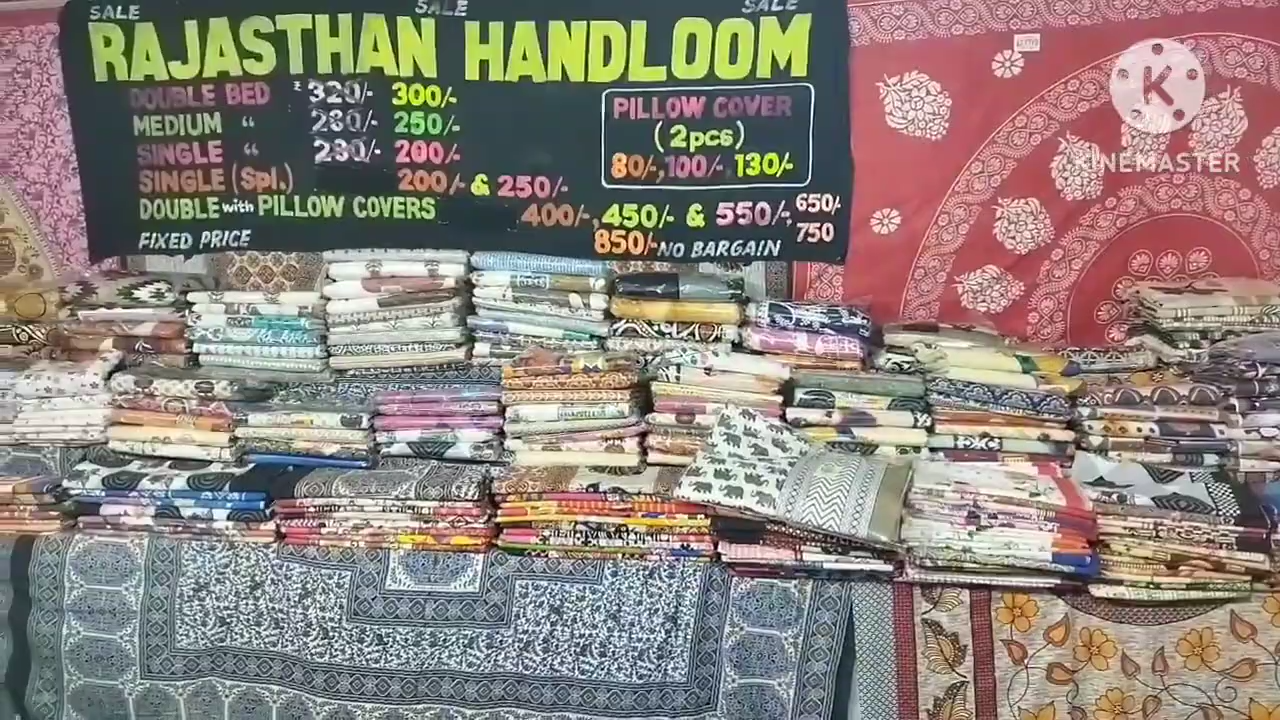 SALE SALE SALE
RAJASTHAN HANDLOOM
DOUBLE BED ₹ 320/- 300/-
MEDIUM “ 280/- 250/-
SINGLE “ 230/- 200/-
SINGLE (Spl.) 200/- & 250/-
DOUBLE with PILLOW COVERS 400/-, 450/- & 550/-, 650/-
750
850/-
FIXED PRICE NO BARGAIN
PILLOW COVER
(2pcs)
80/-, 100/- 130/-
K
KINEMASTER